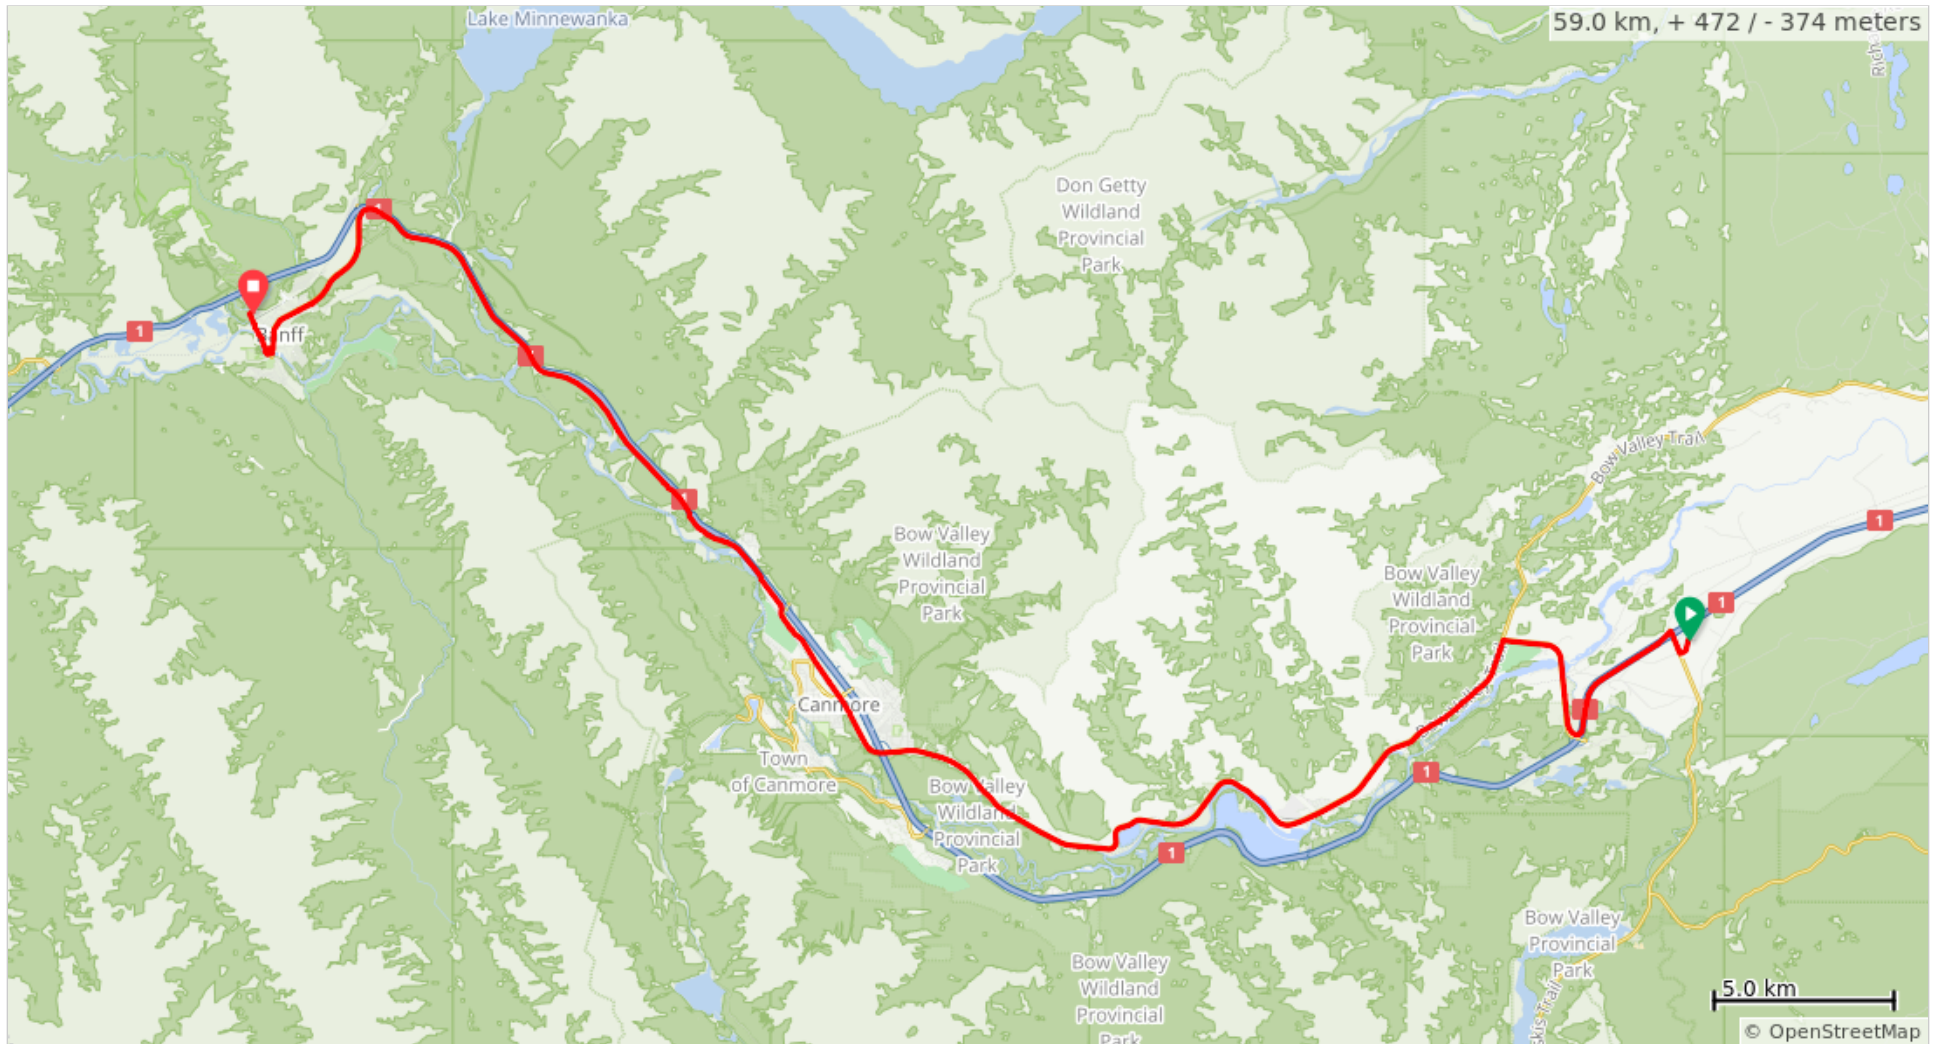 Lake Minnewanka
59.0 km, + 472 / - 374 meters
Don Getty
Wildland
Provincial
Park
1
1
Bow Valley Trail
1
Bow Valley
Wildland
Provincial
Park
Bow Valley
Wildland
Provincial
Park
1
Canmore
Town
of Canmore
1
Bow Valley
Wildland
Provincial
Park
1
Bow Valley
Provincial
Park
Bow Valley
Wildland
Provincial
Park
5.0 km
© OpenStreetMap